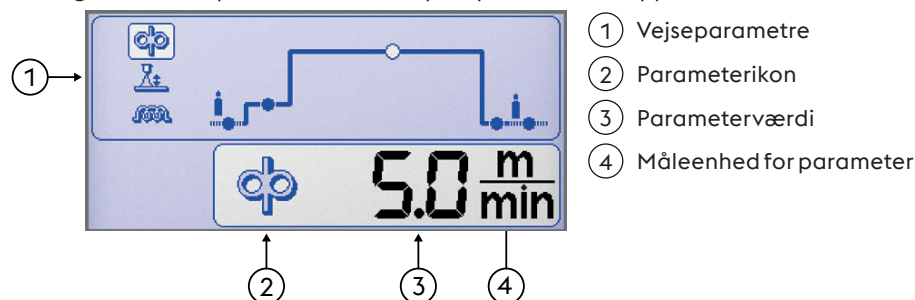 1 Vejseparametre
2 Parameterikon
3 Parameterværdi
4 Måleenhed for parameter
1
5.0 m
min
2 3 4